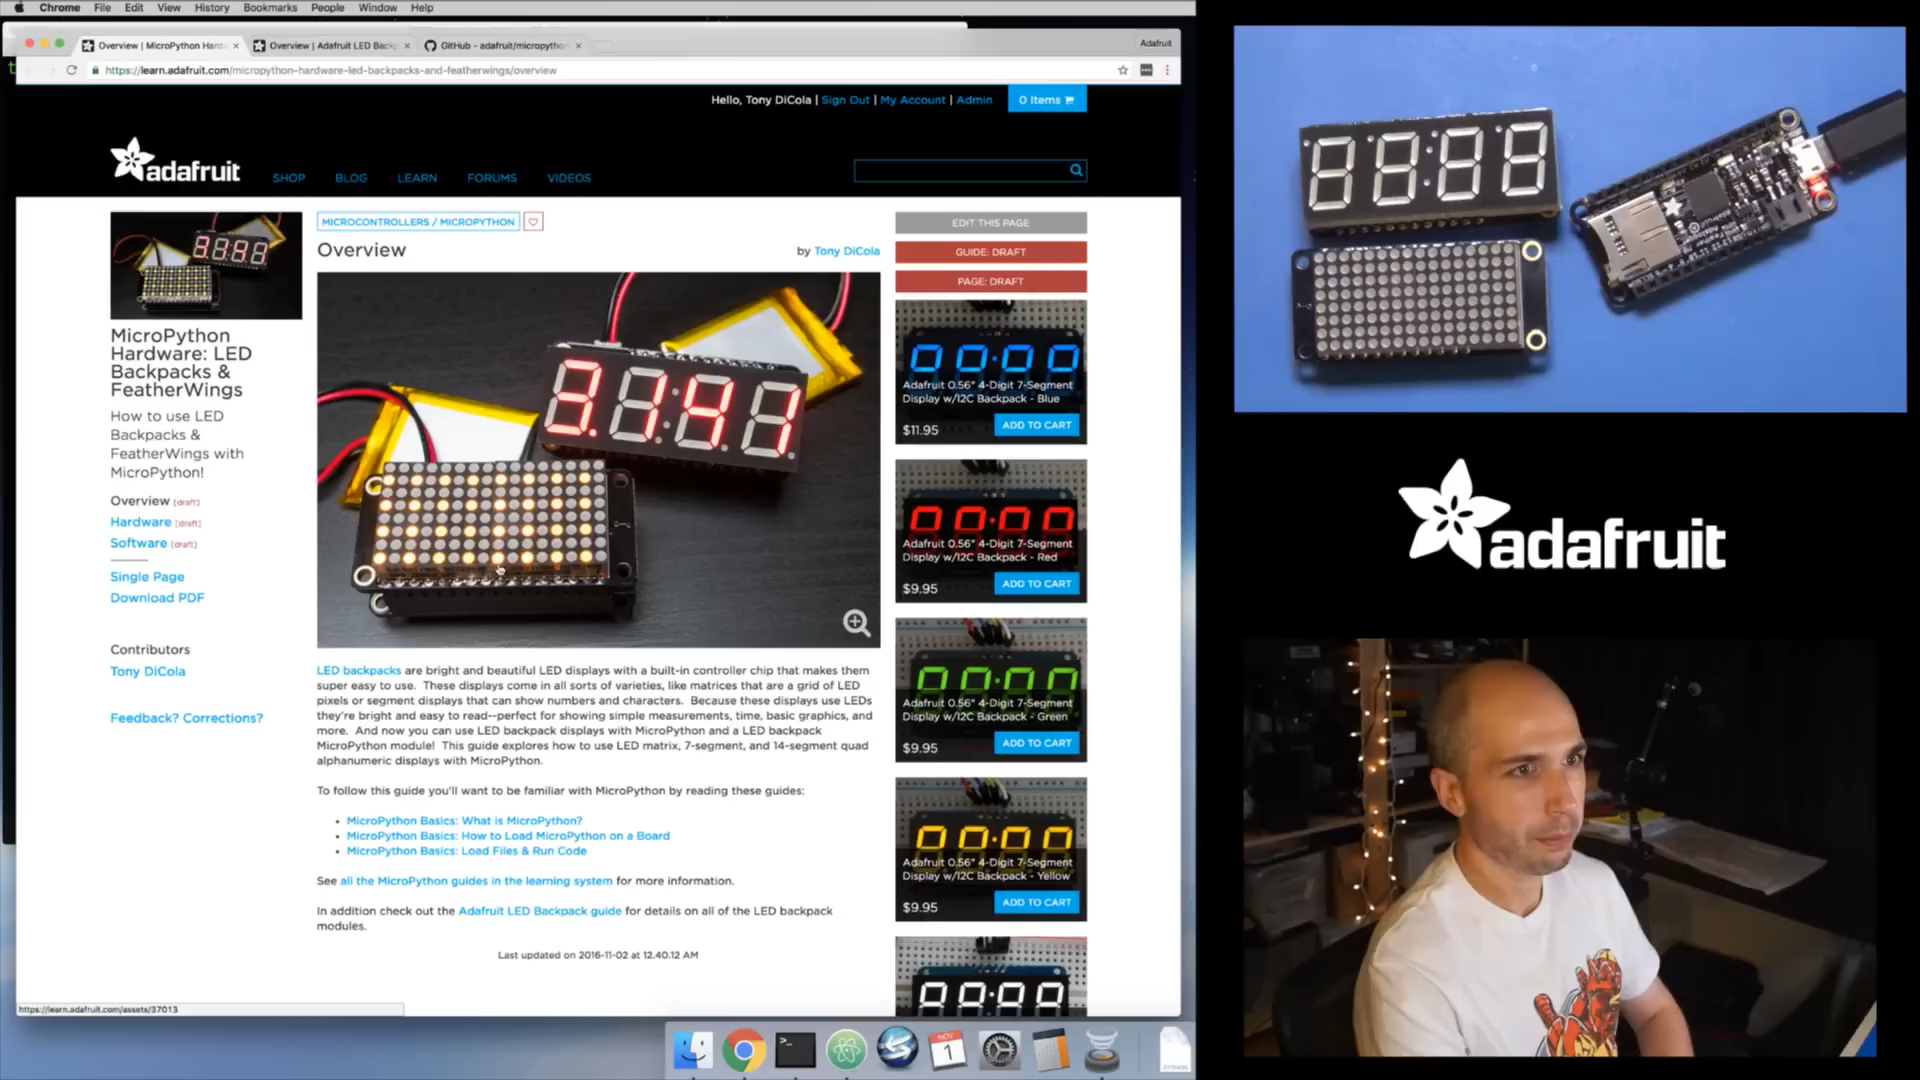 Chrome File Edit View History Bookmarks People Window Help
Overview | MicroPython Hard
Overview | Adafruit LED Back
GitHub - adafruit/micropython
Adafruit
https://learn.adafruit.com/micropython-hardware-led-backpacks-and-featherwings/overview
Hello, Tony DiCola | Sign Out | My Account | Admin
0 Items
adafruit
SHOP BLOG LEARN FORUMS VIDEOS
MICROCONTROLLERS / MICROPYTHON
Overview
by Tony DiCola
MicroPython
Hardware: LED
Backpacks &
FeatherWings
How to use LED
Backpacks &
FeatherWings with
MicroPython!
Overview [draft]
Hardware [draft]
Software [draft]
Single Page
Download PDF
Contributors
Tony DiCola
Feedback? Corrections?
3.141
LED backpacks are bright and beautiful LED displays with a built-in controller chip that makes them
super easy to use. These displays come in all sorts of varieties, like matrices that are a grid of LED
pixels or segment displays that can show numbers and characters. Because these displays use LEDs
they're bright and easy to read--perfect for showing simple measurements, time, basic graphics, and
more. And now you can use LED backpack displays with MicroPython and a LED backpack
MicroPython module! This guide explores how to use LED matrix, 7-segment, and 14-segment quad
alphanumeric displays with MicroPython.
To follow this guide you'll want to be familiar with MicroPython by reading these guides:
MicroPython Basics: What is MicroPython?
MicroPython Basics: How to Load MicroPython on a Board
MicroPython Basics: Load Files & Run Code
See all the MicroPython guides in the learning system for more information.
In addition check out the Adafruit LED Backpack guide for details on all of the LED backpack
modules.
Last updated on 2016-11-02 at 12.40.12 AM
EDIT THIS PAGE
GUIDE: DRAFT
PAGE: DRAFT
00:00
Adafruit 0.56" 4-Digit 7-Segment
Display w/I2C Backpack - Blue
$11.95 ADD TO CART
00:00
Adafruit 0.56" 4-Digit 7-Segment
Display w/I2C Backpack - Red
$9.95 ADD TO CART
00:00
Adafruit 0.56" 4-Digit 7-Segment
Display w/I2C Backpack - Green
$9.95 ADD TO CART
00:00
Adafruit 0.56" 4-Digit 7-Segment
Display w/I2C Backpack - Yellow
$9.95 ADD TO CART
00:00
https://learn.adafruit.com/assets/37013
NOV
1
PYTHON
adafruit